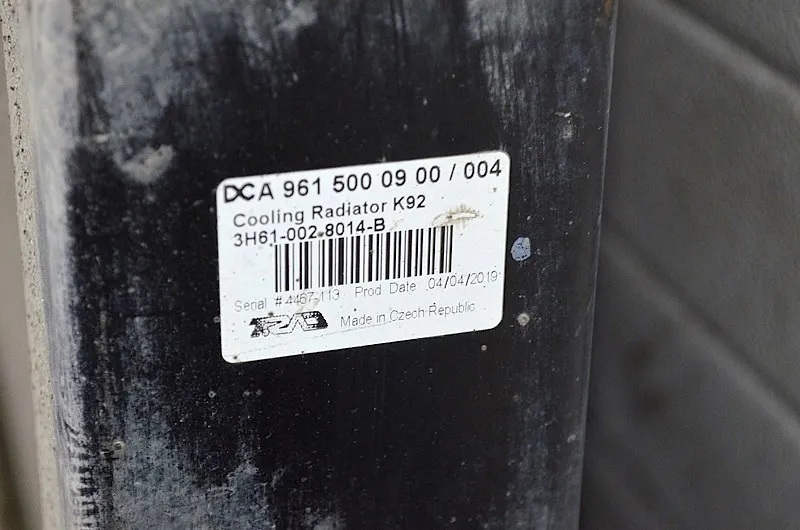 DCA 961 500 09 00 / 004
Cooling Radiator K92
3H61-002-8014-B
Serial # 4467-113 Prod. Date 04/04/2019
Made in Czech Republic